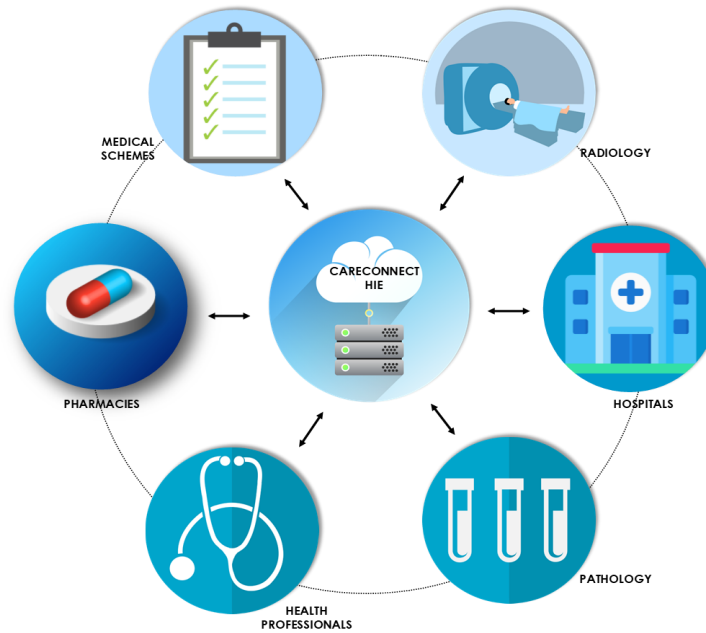 MEDICAL
SCHEMES
RADIOLOGY
CARECONNECT
HIE
PHARMACIES
HOSPITALS
PATHOLOGY
HEALTH
PROFESSIONALS